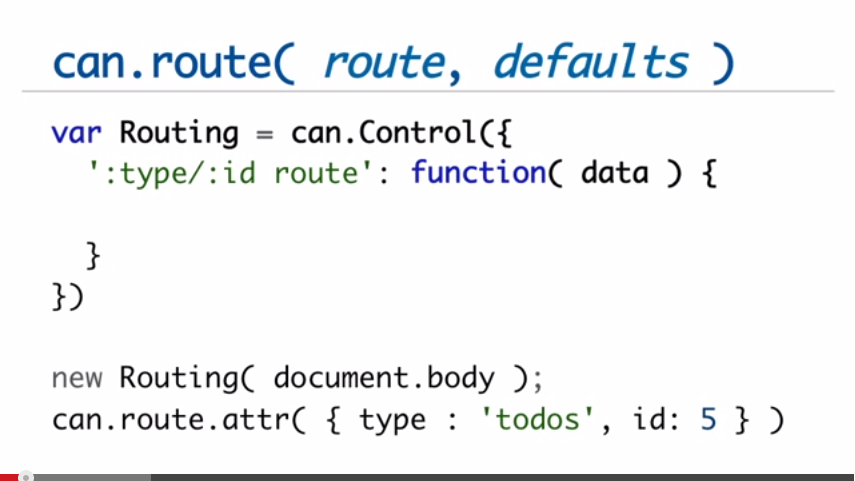 can.route( route, defaults )
var Routing = can.Control({
  ':type/:id route': function( data ) {
  }
})
new Routing( document.body );
can.route.attr( { type : 'todos', id: 5 } )